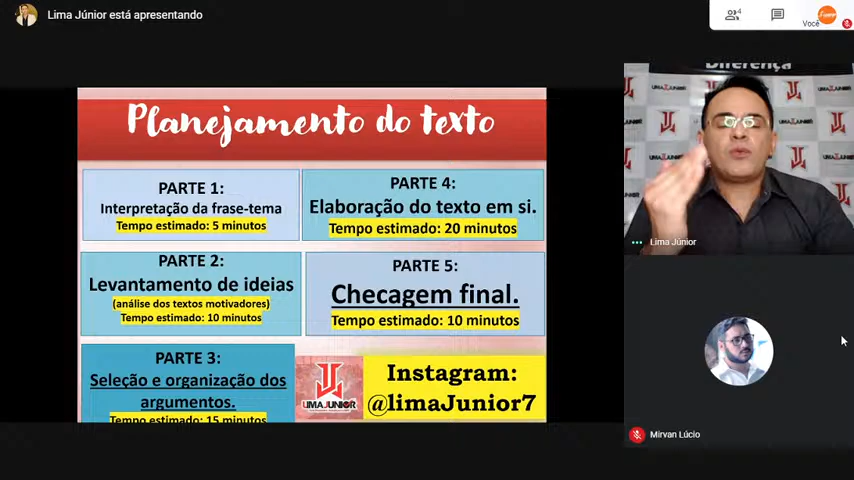 Lima Júnior está apresentando
4
Você
Planejamento do texto
PARTE 1:
Interpretação da frase-tema
Tempo estimado: 5 minutos
PARTE 2:
Levantamento de ideias
(análise dos textos motivadores)
Tempo estimado: 10 minutos
PARTE 3:
Seleção e organização dos
argumentos.
Tempo estimado: 15 minutos
PARTE 4:
Elaboração do texto em si.
Tempo estimado: 20 minutos
PARTE 5:
Checagem final.
Tempo estimado: 10 minutos
LIMA JUNIOR
Instagram:
@limaJunior7
Diferença
Lima Júnior
Mirvan Lúcio